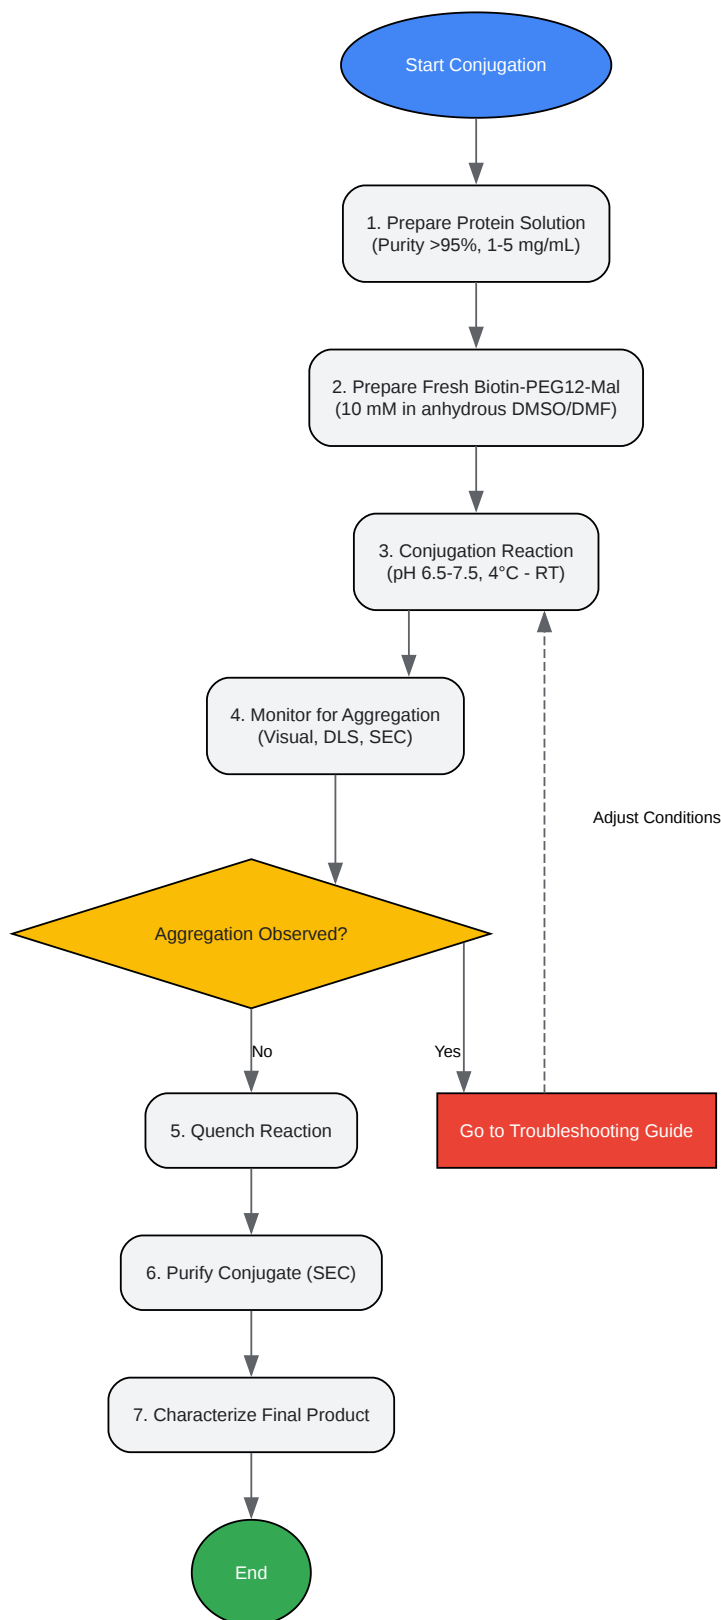 Start Conjugation
1. Prepare Protein Solution
(Purity >95%, 1-5 mg/mL)
2. Prepare Fresh Biotin-PEG12-Mal
(10 mM in anhydrous DMSO/DMF)
3. Conjugation Reaction
(pH 6.5-7.5, 4°C - RT)
4. Monitor for Aggregation
(Visual, DLS, SEC)
Adjust Conditions
Aggregation Observed?
No
Yes
5. Quench Reaction
Go to Troubleshooting Guide
6. Purify Conjugate (SEC)
7. Characterize Final Product
End